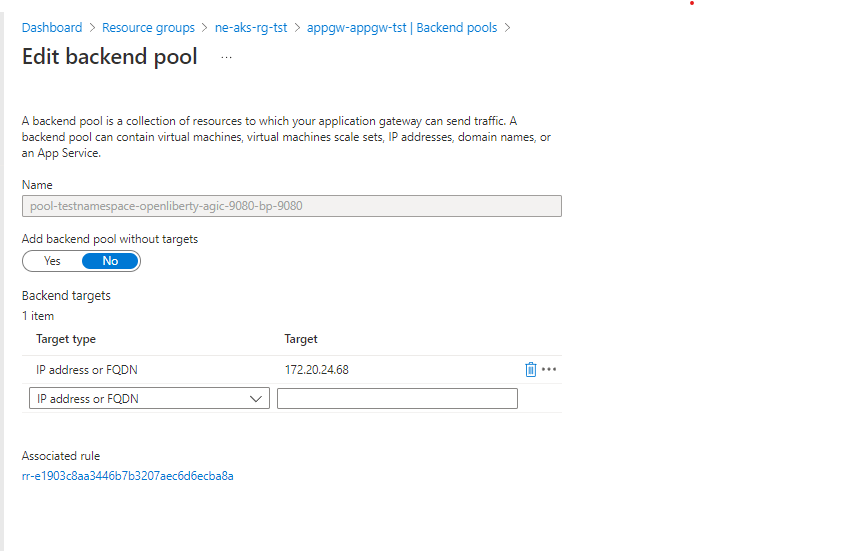 Dashboard > Resource groups > ne-aks-rg-tst > appgw-appgw-tst | Backend pools >
Edit backend pool ...
A backend pool is a collection of resources to which your application gateway can send traffic. A
backend pool can contain virtual machines, virtual machines scale sets, IP addresses, domain names, or
an App Service.
Name
pool-testnamespace-openliberty-agic-9080-bp-9080
Add backend pool without targets
Yes No
Backend targets
1 item
Target type Target
IP address or FQDN 172.20.24.68
IP address or FQDN
Associated rule
rr-e1903c8aa3446b7b3207aec6d6ecba8a